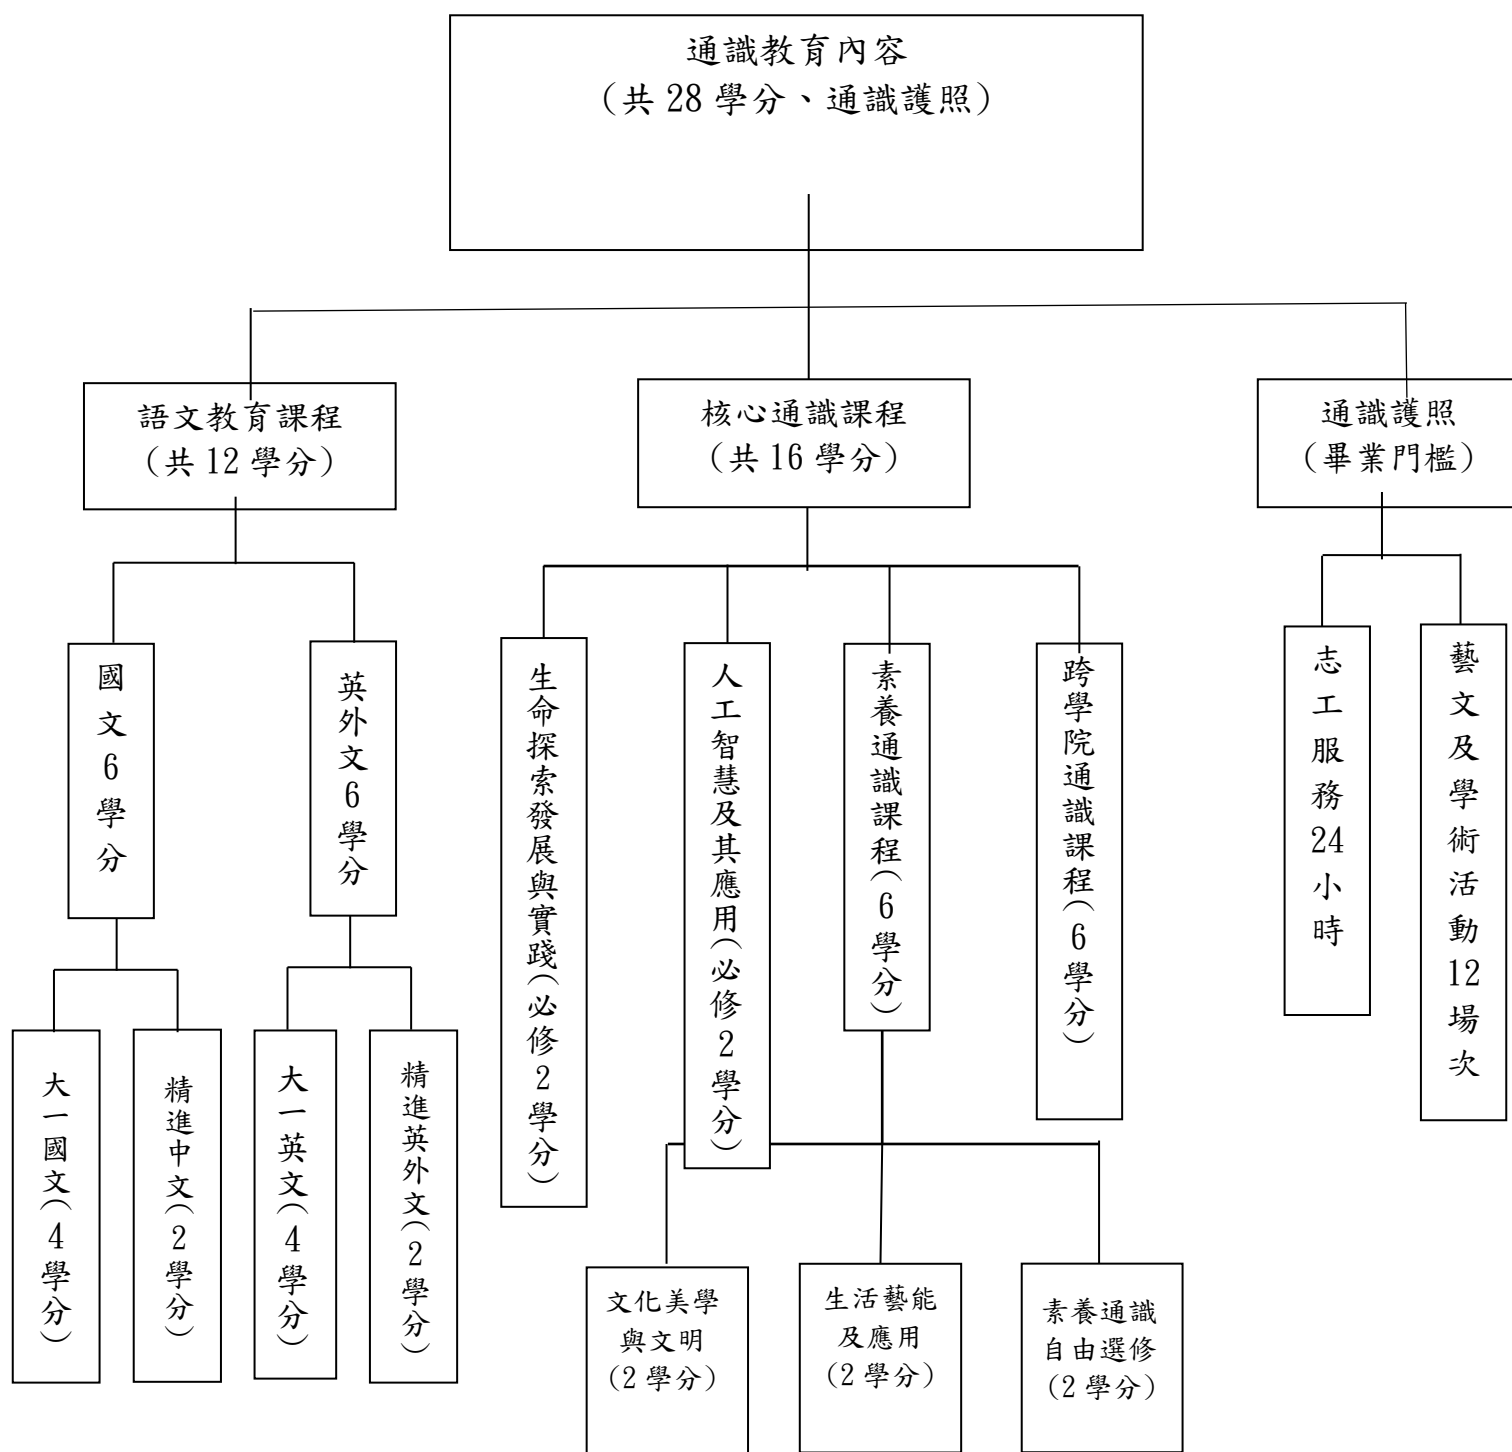 通識教育內容
（共 28 學分、通識護照）
語文教育課程
（共 12 學分）
核心通識課程
（共 16 學分）
通識護照
（畢業門檻）
國文6學分
英外文6學分
生命探索發展與實踐(必修2學分)
人工智慧及其應用(必修2學分)
素養通識課程(6學分)
跨學院通識課程(6學分)
志工服務24小時
藝文及學術活動12場次
大一國文(4學分)
精進中文(2學分)
大一英文(4學分)
精進英外文(2學分)
文化美學
與文明
(2 學分)
生活藝能
及應用
(2 學分)
素養通識
自由選修
(2 學分)